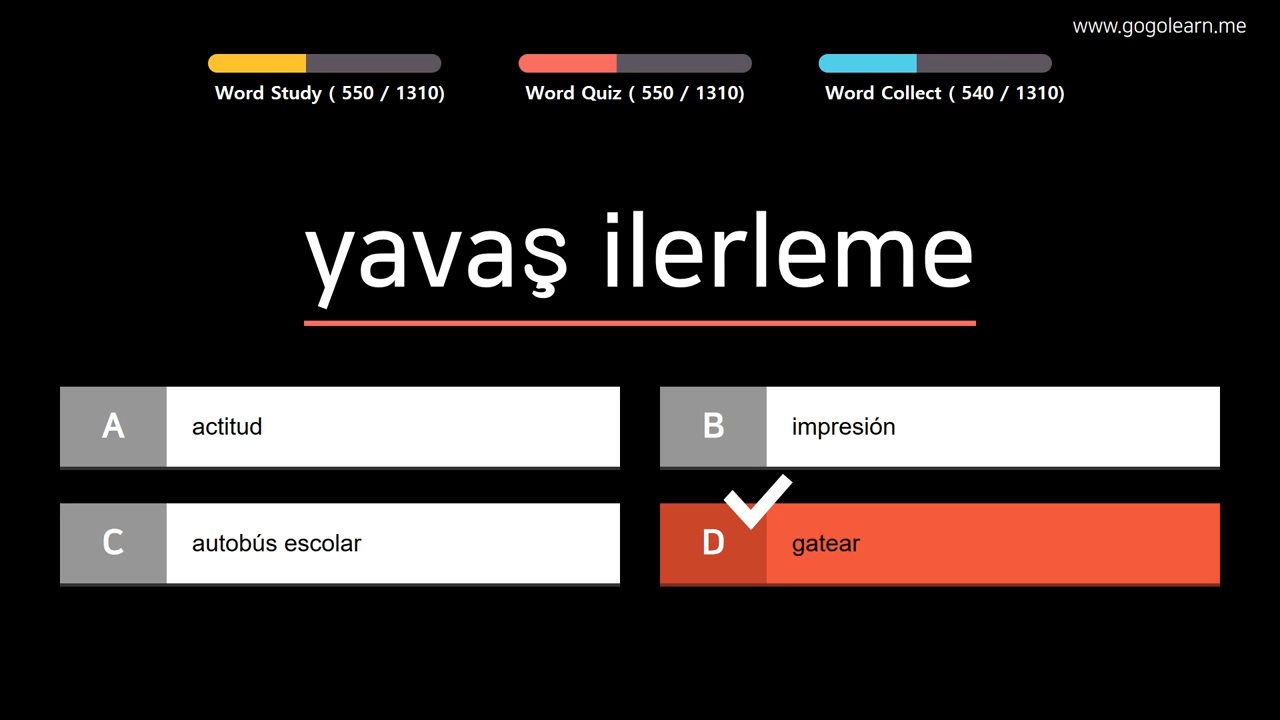 www.gogolearn.me
Word Study ( 550 / 1310)
Word Quiz ( 550 / 1310)
Word Collect ( 540 / 1310)
yavaş ilerleme
A actitud
B impresión
C autobús escolar
D gatear